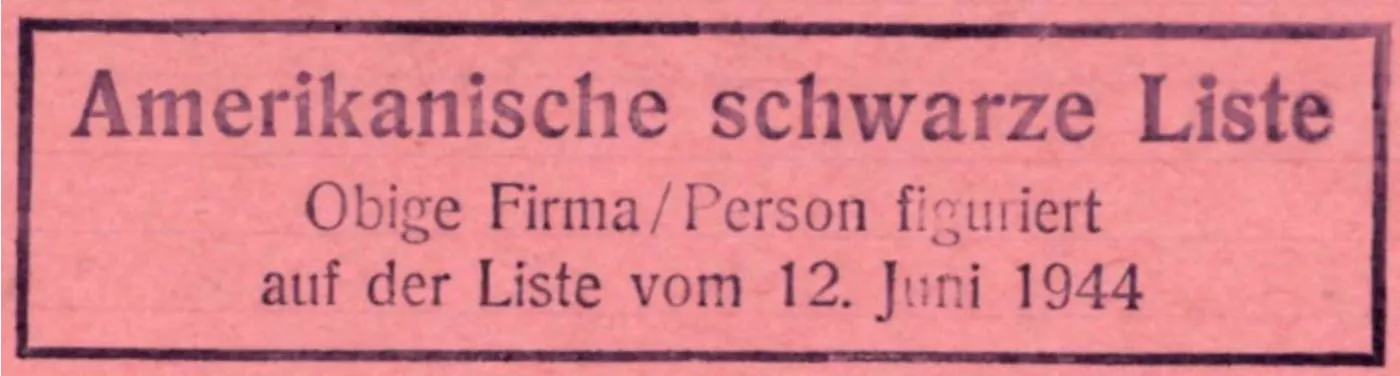 Amerikanische schwarze Liste
Obige Firma/Person figuriert
auf der Liste vom 12. Juni 1944